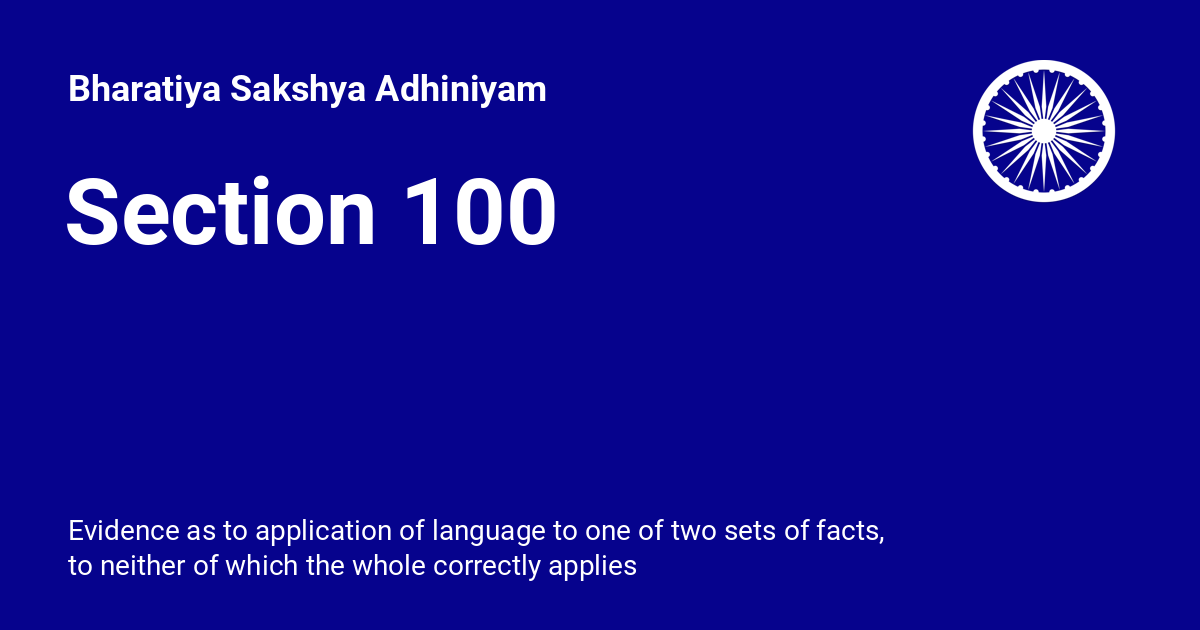 Bharatiya Sakshya Adhiniyam
Section 100
Evidence as to application of language to one of two sets of facts,
to neither of which the whole correctly applies